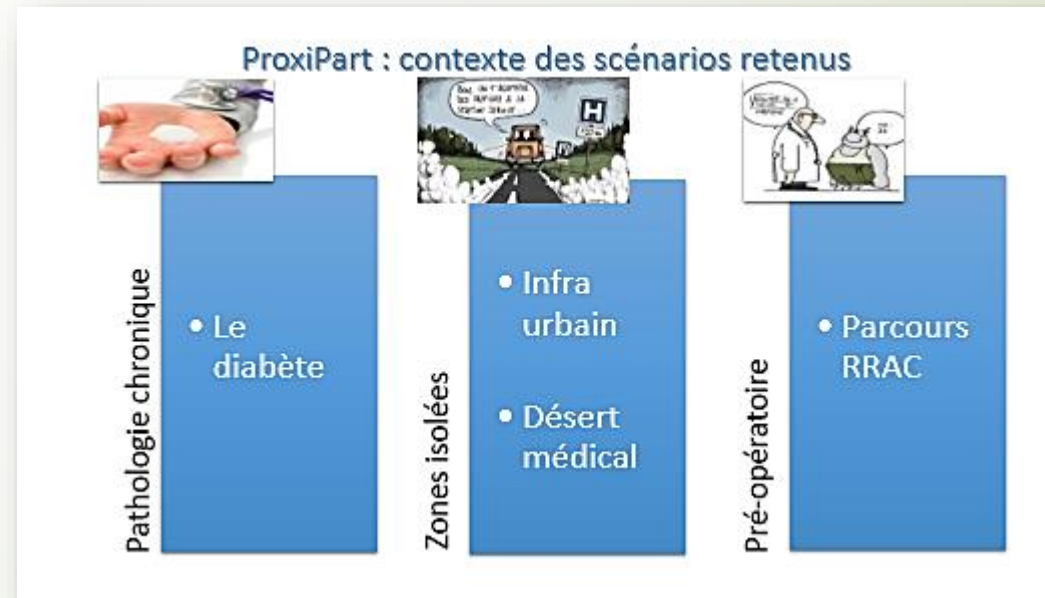 ProxiPart : contexte des scénarios retenus
H
Pathologie chronique
• Le
diabète
Zones isolées
• Infra
urbain
• Désert
médical
Pré-opératoire
• Parcours
RRAC